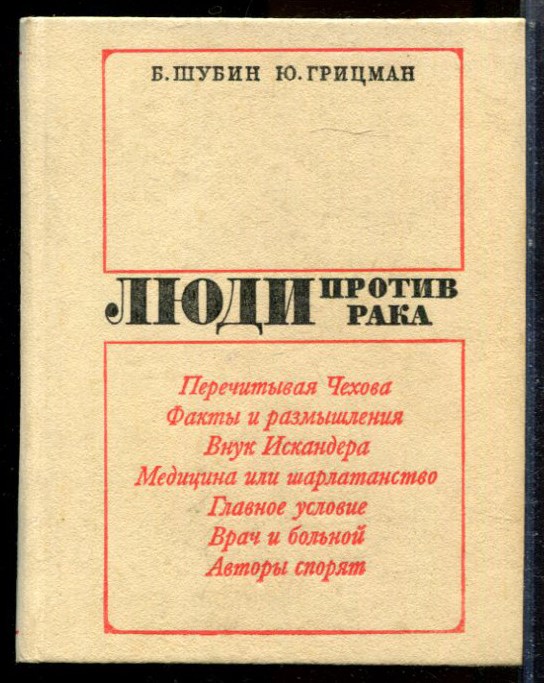 Б. ШУБИН Ю. ГРИЦМАН
ЛЮДИ ПРОТИВ
РАКА
Перечитывая Чехова
Факты и размышления
Внук Искандера
Медицина или шарлатанство
Главное условие
Врач и больной
Авторы спорят